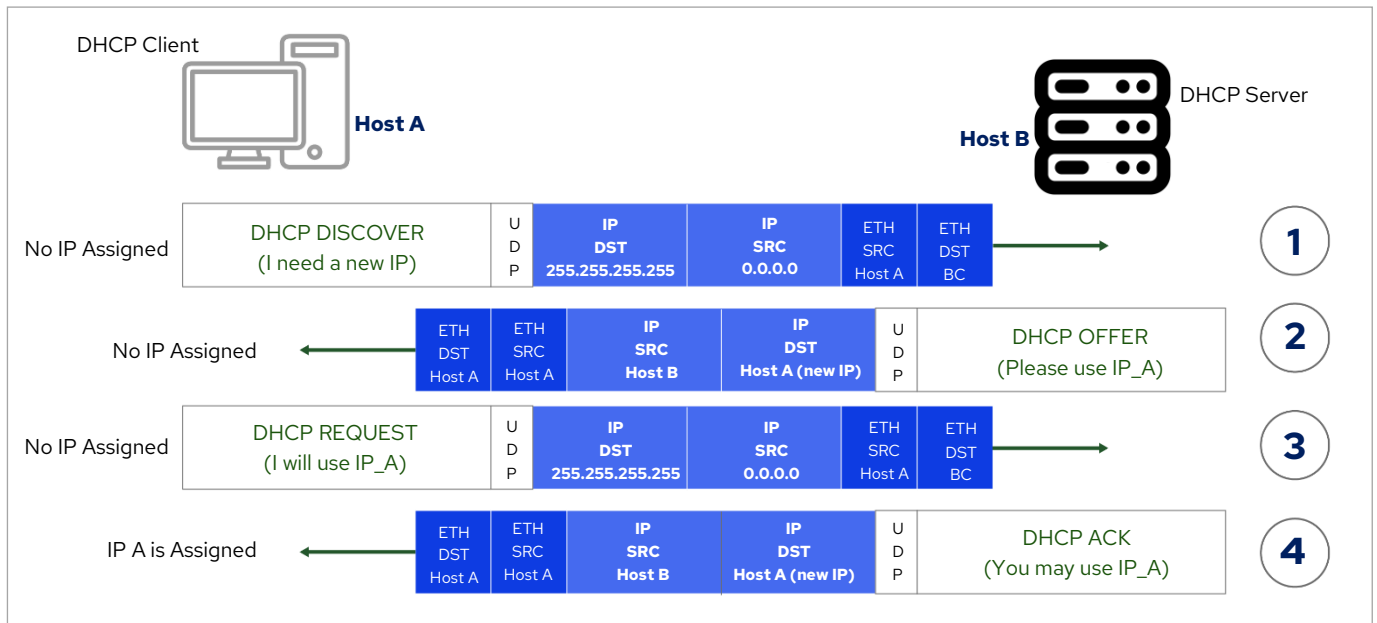 DHCP Client
Host A
Host B
DHCP Server
No IP Assigned
DHCP DISCOVER
(I need a new IP)
U
D
P
IP
DST
255.255.255.255
IP
SRC
0.0.0.0
ETH
SRC
Host A
ETH
DST
BC
1
No IP Assigned
ETH
DST
Host A
ETH
SRC
Host A
IP
SRC
Host B
IP
DST
Host A (new IP)
U
D
P
DHCP OFFER
(Please use IP_A)
2
No IP Assigned
DHCP REQUEST
(I will use IP_A)
U
D
P
IP
DST
255.255.255.255
IP
SRC
0.0.0.0
ETH
SRC
Host A
ETH
DST
BC
3
IP A is Assigned
ETH
DST
Host A
ETH
SRC
Host A
IP
SRC
Host B
IP
DST
Host A (new IP)
U
D
P
DHCP ACK
(You may use IP_A)
4